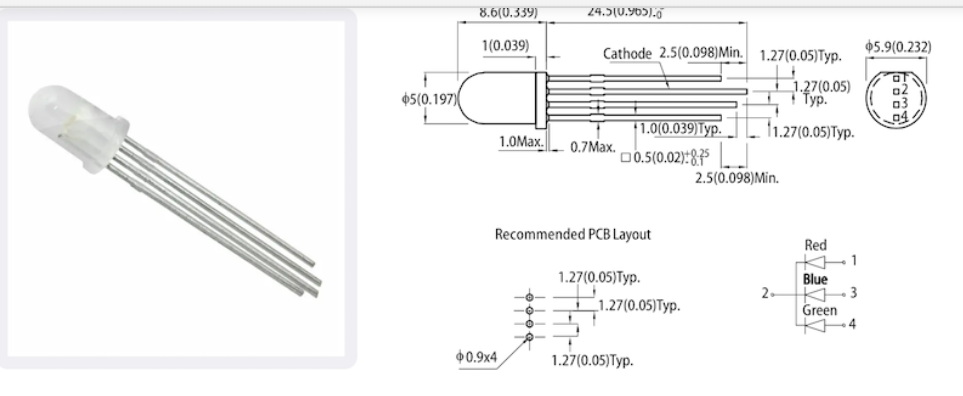 8.6(0.339)
24.5(0.965)-0
1(0.039)
Cathode
2.5(0.098)Min.
1.27(0.05)Typ.
ϕ5.9(0.232)
ϕ5(0.197)
1.27(0.05)
Typ.
1
2
3
4
1.0Max.
0.7Max.
1.0(0.039)Typ.
1.27(0.05)Typ.
□0.5(0.02)+0.25
-0.1
2.5(0.098)Min.
Recommended PCB Layout
1.27(0.05)Typ.
1.27(0.05)Typ.
ϕ0.9x4
1.27(0.05)Typ.
Red
1
Blue
2
3
Green
4